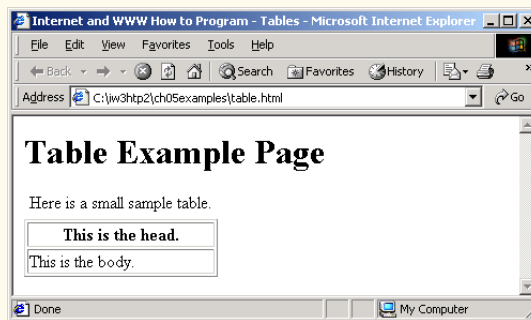 Internet and WWW How to Program - Tables - Microsoft Internet Explorer
File Edit View Favorites Tools Help
Back Search Favorites History
Address C:\iw3htp2\ch05examples\table.html Go
Table Example Page
Here is a small sample table.
This is the head.
This is the body.
Done My Computer